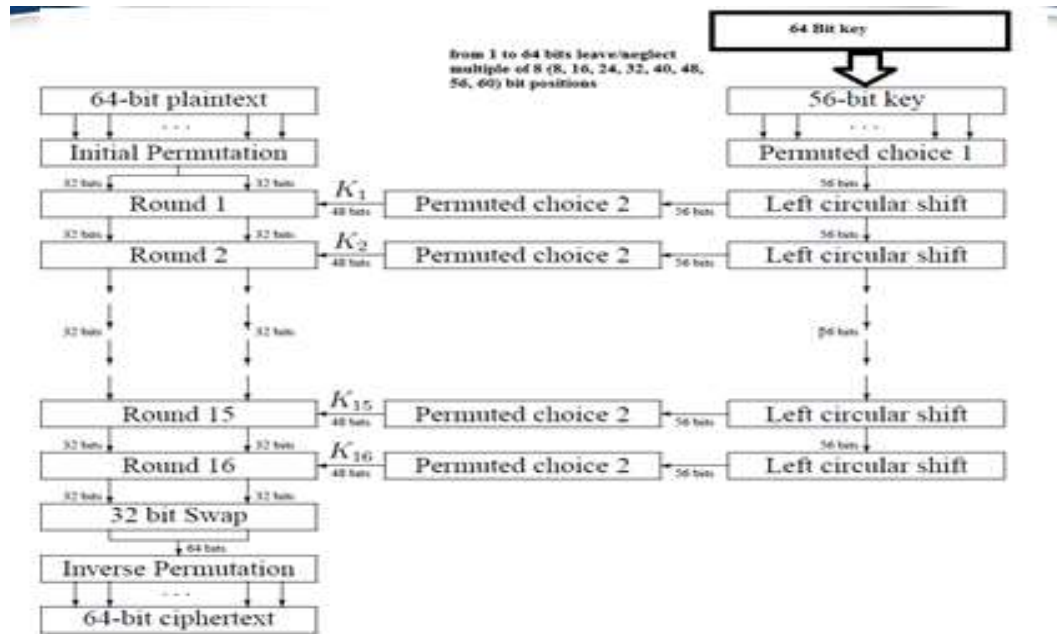 64 Bit key
from 1 to 64 bits leave/neglect
multiple of 8 (8, 16, 24, 32, 40, 48,
56, 60) bit positions
64-bit plaintext
56-bit key
. . .
. . .
Initial Permutation
Permuted choice 1
32 bits 32 bits 56 bits
Round 1 K1 48 bits Permuted choice 2 56 bits Left circular shift
32 bits 32 bits 56 bits
Round 2 K2 48 bits Permuted choice 2 56 bits Left circular shift
32 bits 32 bits 56 bits
Round 15 K15 48 bits Permuted choice 2 56 bits Left circular shift
32 bits 32 bits 56 bits
Round 16 K16 48 bits Permuted choice 2 56 bits Left circular shift
32 bits 32 bits
32 bit Swap
64 bits
Inverse Permutation
. . .
64-bit ciphertext